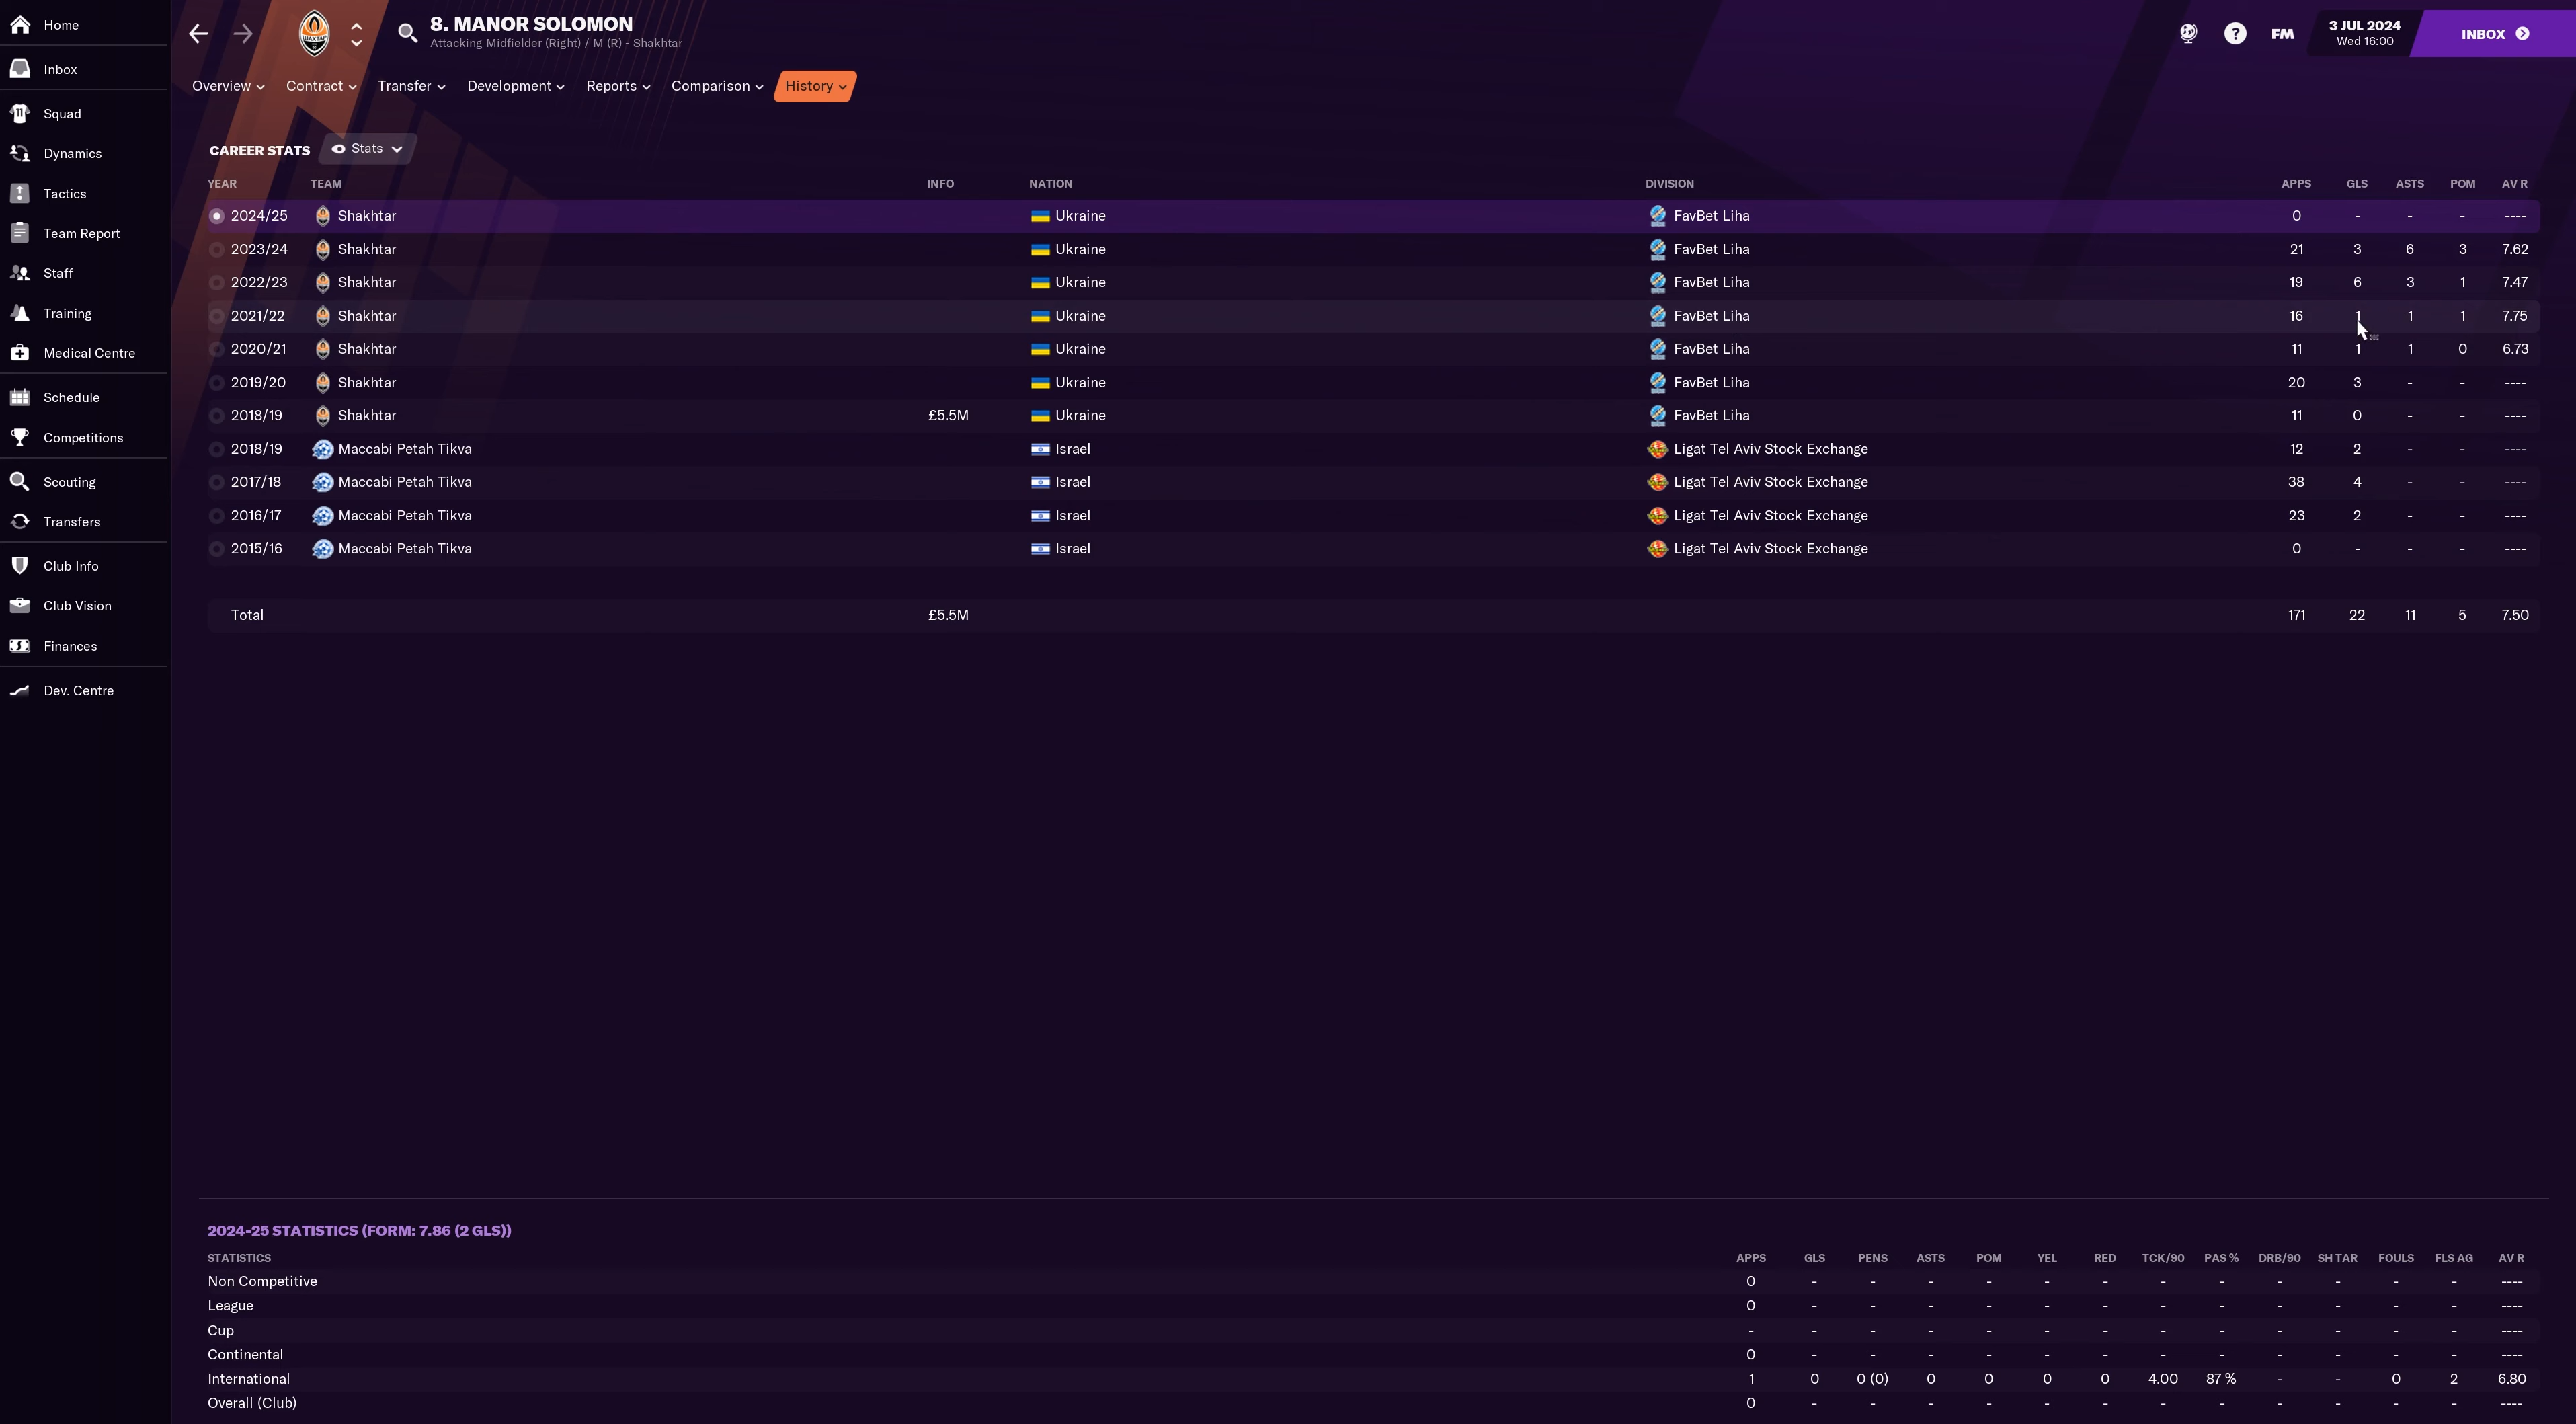 Home
Inbox
Squad
Dynamics
Tactics
Team Report
Staff
Training
Medical Centre
Schedule
Competitions
Scouting
Transfers
Club Info
Club Vision
Finances
Dev. Centre
8. MANOR SOLOMON
Attacking Midfielder (Right) / M (R) - Shakhtar
FM
3 JUL 2024
Wed 16:00
INBOX
Overview Contract Transfer Development Reports Comparison History
CAREER STATS Stats
YEAR TEAM INFO NATION DIVISION APPS GLS ASTS POM AV R
2024/25 Shakhtar Ukraine FavBet Liha 0 - - - ----
2023/24 Shakhtar Ukraine FavBet Liha 21 3 6 3 7.62
2022/23 Shakhtar Ukraine FavBet Liha 19 6 3 1 7.47
2021/22 Shakhtar Ukraine FavBet Liha 16 1 1 1 7.75
2020/21 Shakhtar Ukraine FavBet Liha 11 1 1 0 6.73
2019/20 Shakhtar Ukraine FavBet Liha 20 3 - - ----
2018/19 Shakhtar £5.5M Ukraine FavBet Liha 11 0 - - ----
2018/19 Maccabi Petah Tikva Israel Ligat Tel Aviv Stock Exchange 12 2 - - ----
2017/18 Maccabi Petah Tikva Israel Ligat Tel Aviv Stock Exchange 38 4 - - ----
2016/17 Maccabi Petah Tikva Israel Ligat Tel Aviv Stock Exchange 23 2 - - ----
2015/16 Maccabi Petah Tikva Israel Ligat Tel Aviv Stock Exchange 0 - - - ----
Total £5.5M 171 22 11 5 7.50
2024-25 STATISTICS (FORM: 7.86 (2 GLS))
STATISTICS APPS GLS PENS ASTS POM YEL RED TCK/90 PAS % DRB/90 SH TAR FOULS FLS AG AV R
Non Competitive 0 - - - - - - - - - - - - ----
League 0 - - - - - - - - - - - - ----
Cup - - - - - - - - - - - - - ----
Continental 0 - - - - - - - - - - - - ----
International 1 0 0 (0) 0 0 0 0 4.00 87 % - - 0 2 6.80
Overall (Club) 0 - - - - - - - - - - - - ----